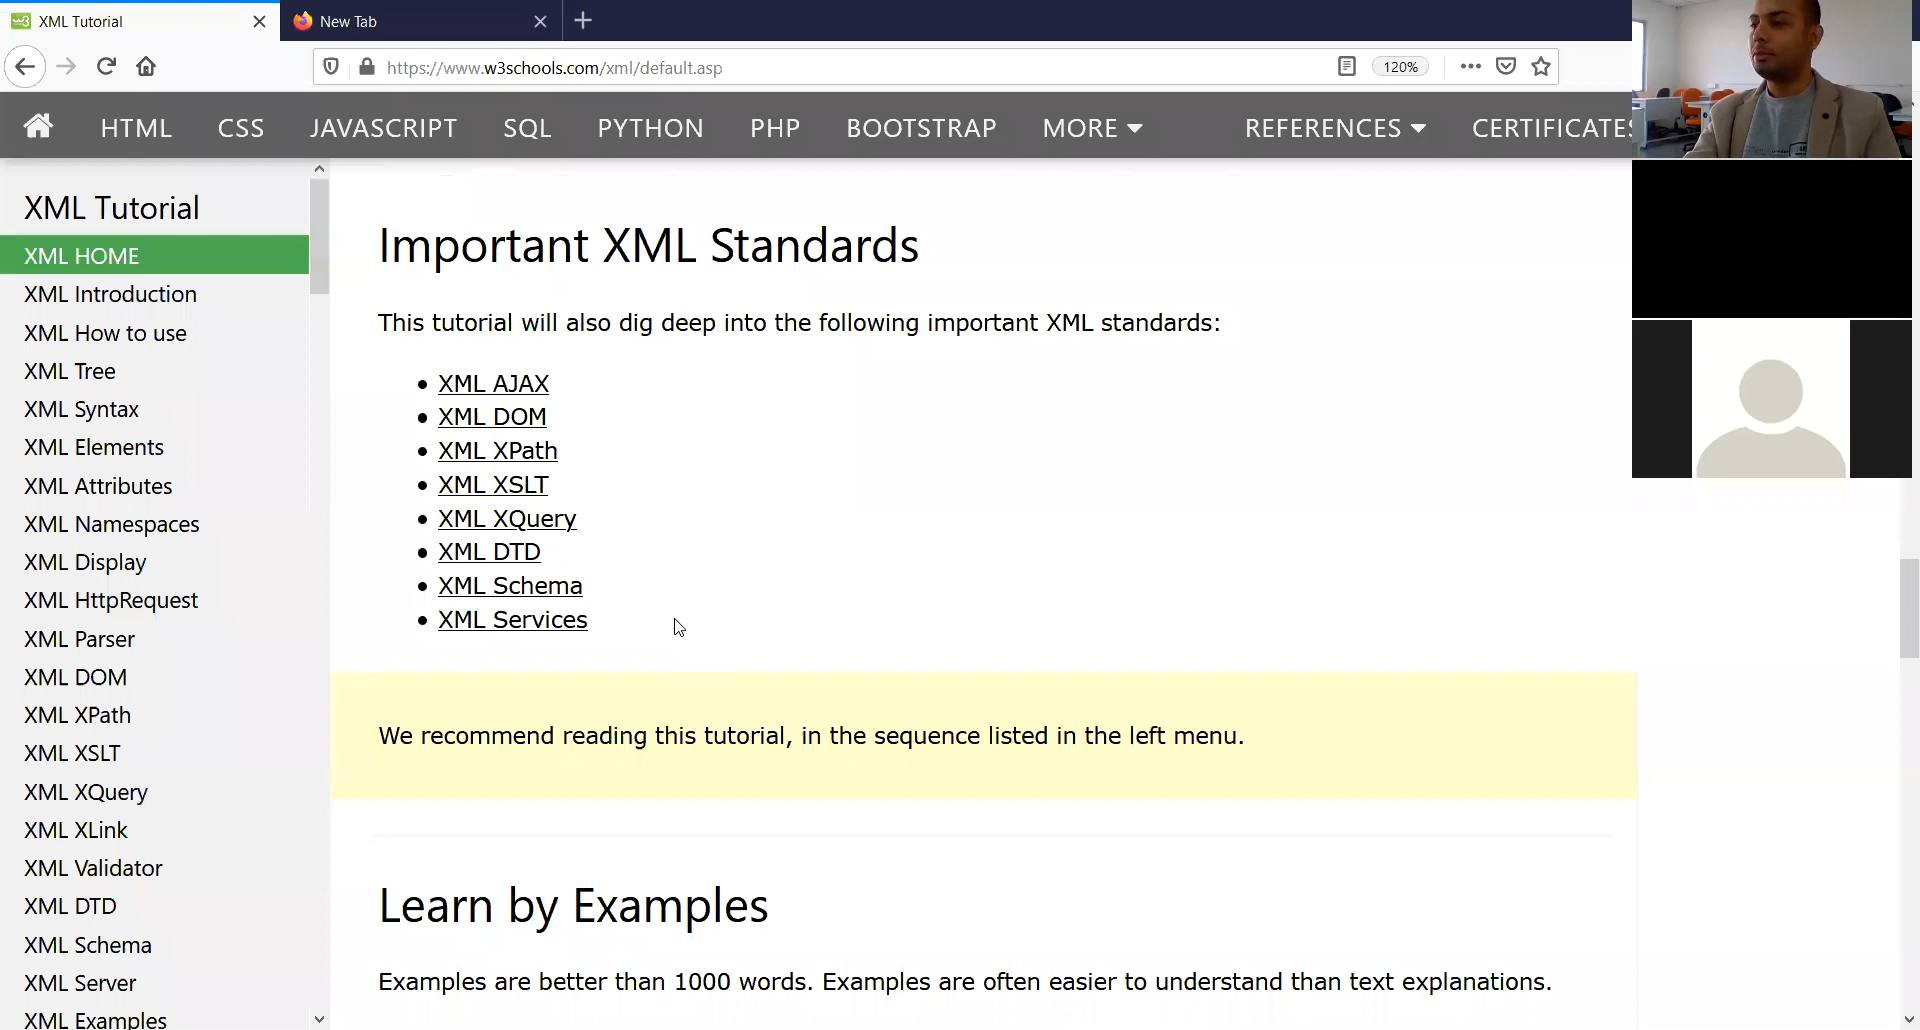 XML Tutorial
New Tab
https://www.w3schools.com/xml/default.asp
120%
HTML CSS JAVASCRIPT SQL PYTHON PHP BOOTSTRAP MORE REFERENCES CERTIFICATES
XML Tutorial
XML HOME
XML Introduction
XML How to use
XML Tree
XML Syntax
XML Elements
XML Attributes
XML Namespaces
XML Display
XML HttpRequest
XML Parser
XML DOM
XML XPath
XML XSLT
XML XQuery
XML XLink
XML Validator
XML DTD
XML Schema
XML Server
XML Examples
Important XML Standards
This tutorial will also dig deep into the following important XML standards:
XML AJAX
XML DOM
XML XPath
XML XSLT
XML XQuery
XML DTD
XML Schema
XML Services
We recommend reading this tutorial, in the sequence listed in the left menu.
Learn by Examples
Examples are better than 1000 words. Examples are often easier to understand than text explanations.